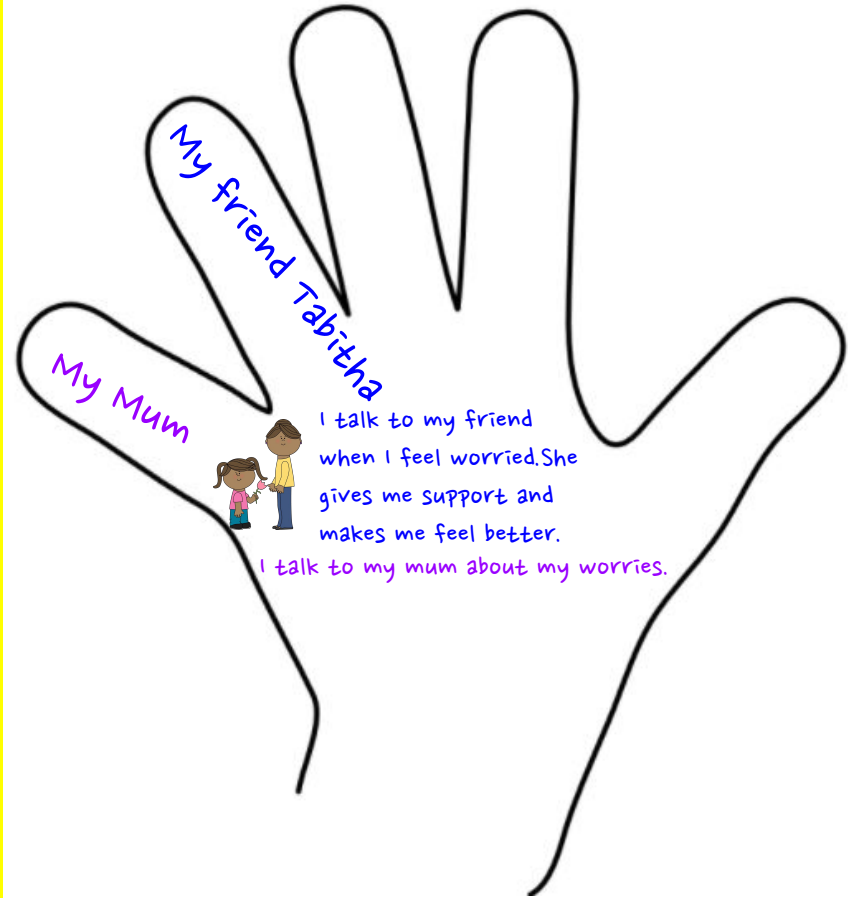 My friend Tabitha
My Mum
I talk to my friend
when I feel worried.She
gives me support and
makes me feel better.
I talk to my mum about my worries.